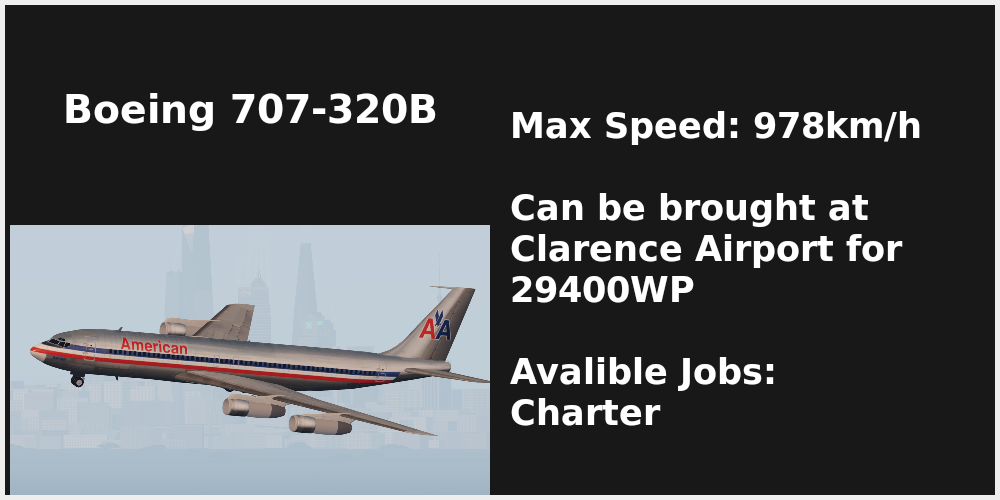 Boeing 707-320B
Max Speed: 978km/h
Can be brought at
Clarence Airport for
29400WP
Avalible Jobs:
Charter
American
AA